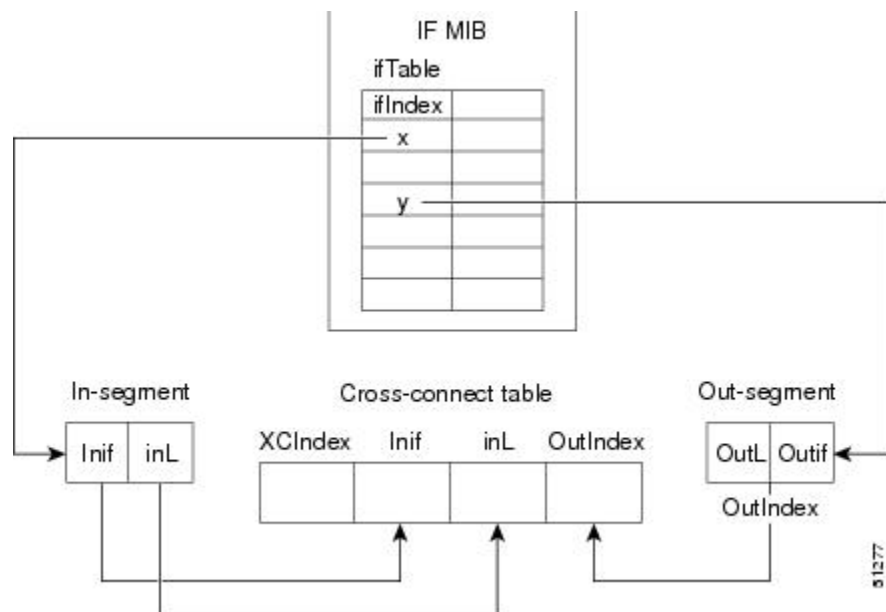 IF MIB
ifTable
ifIndex
x
y
In-segment
Cross-connect table
Out-segment
XCIndex Inif inL OutIndex
Inif inL
OutL Outif
OutIndex
51277